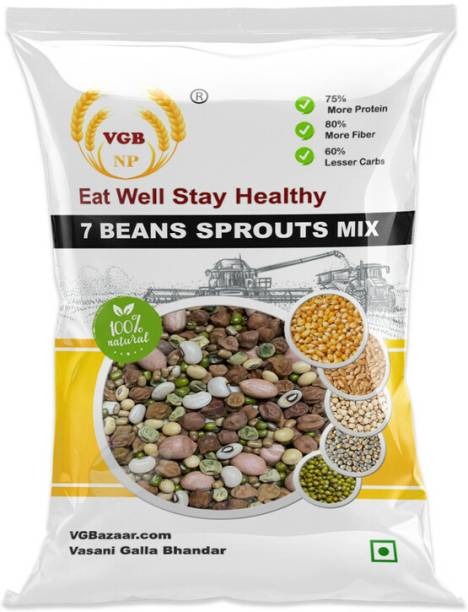 ®
VGB
NP
75%
More Protein
80%
More Fiber
60%
Lesser Carbs
Eat Well Stay Healthy
7 BEANS SPROUTS MIX
100%
natural
VGBazaar.com
Vasani Galla Bhandar